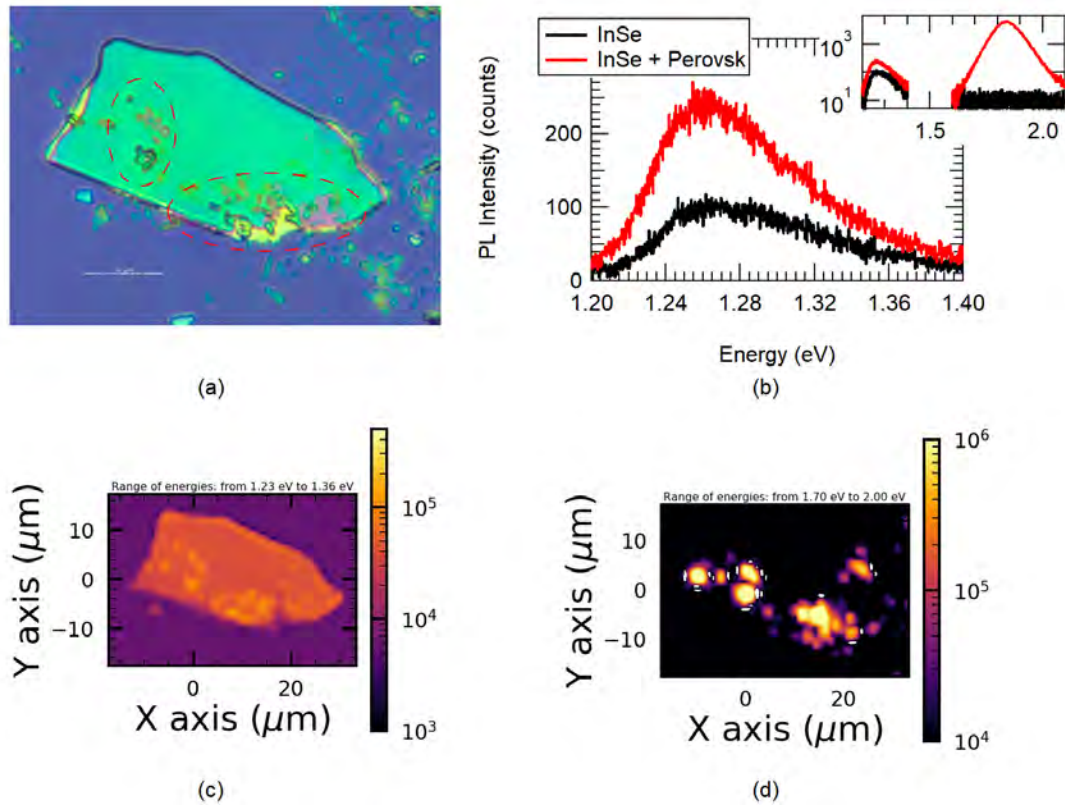 InSe
InSe + Perovsk
PL Intensity (counts)
200
100
0
1.20
1.24
1.28
1.32
1.36
1.40
Energy (eV)
10³
10¹
1.5
2.0
(a)
(b)
Range of energies: from 1.23 eV to 1.36 eV
Y axis (μm)
10
0
−10
0
20
X axis (μm)
10⁵
10⁴
10³
Range of energies: from 1.70 eV to 2.00 eV
Y axis (μm)
10
0
−10
0
20
X axis (μm)
10⁶
10⁵
10⁴
(c)
(d)